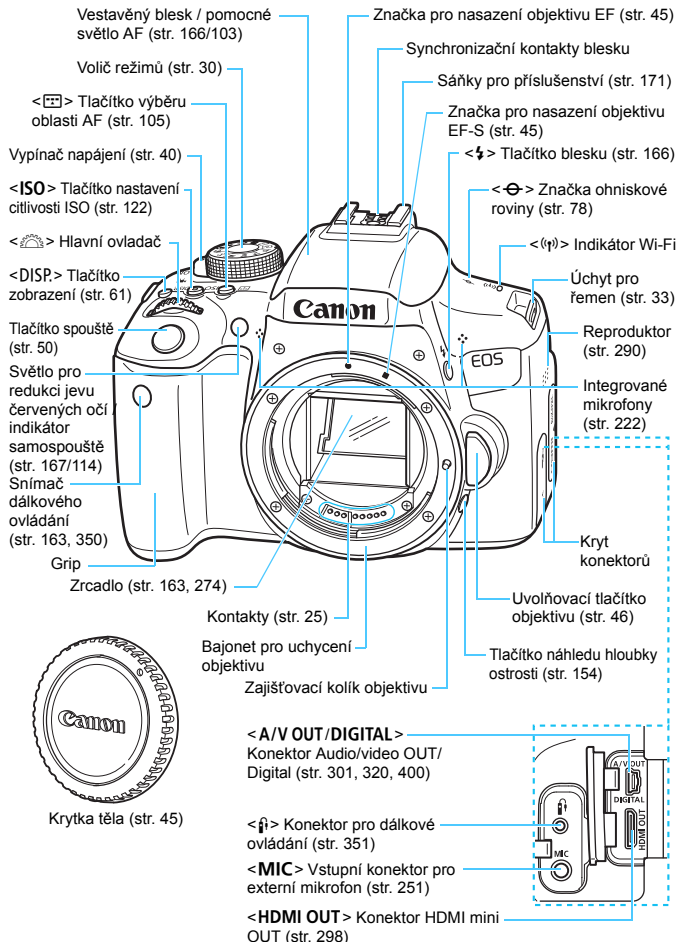 Vestavěný blesk / pomocné
světlo AF (str. 166/103)
Volič režimů (str. 30)
< > Tlačítko výběru
oblasti AF (str. 105)
Vypínač napájení (str. 40)
<ISO> Tlačítko nastavení
citlivosti ISO (str. 122)
< > Hlavní ovladač
<DISP.> Tlačítko
zobrazení (str. 61)
Tlačítko spouště
(str. 50)
Světlo pro
redukci jevu
červených očí /
indikátor
samospouště
(str. 167/114)
Snímač
dálkového
ovládání
(str. 163, 350)
Grip
Zrcadlo (str. 163, 274)
Kontakty (str. 25)
Bajonet pro uchycení
objektivu
Zajišťovací kolík objektivu
Značka pro nasazení objektivu EF (str. 45)
Synchronizační kontakty blesku
Sáňky pro příslušenství (str. 171)
Značka pro nasazení objektivu
EF-S (str. 45)
< > Tlačítko blesku (str. 166)
< > Značka ohniskové
roviny (str. 78)
< > Indikátor Wi-Fi
Úchyt pro
řemen (str. 33)
Reproduktor
(str. 290)
Integrované
mikrofony
(str. 222)
Kryt
konektorů
Uvolňovací tlačítko
objektivu (str. 46)
Tlačítko náhledu hloubky
ostrosti (str. 154)
Canon
EOS
Canon
Krytka těla (str. 45)
<A/V OUT/DIGITAL>
Konektor Audio/video OUT/
Digital (str. 301, 320, 400)
< > Konektor pro dálkové
ovládání (str. 351)
<MIC> Vstupní konektor pro
externí mikrofon (str. 251)
<HDMI OUT> Konektor HDMI mini
OUT (str. 298)
A/V OUT
DIGITAL
HDMI OUT
MIC